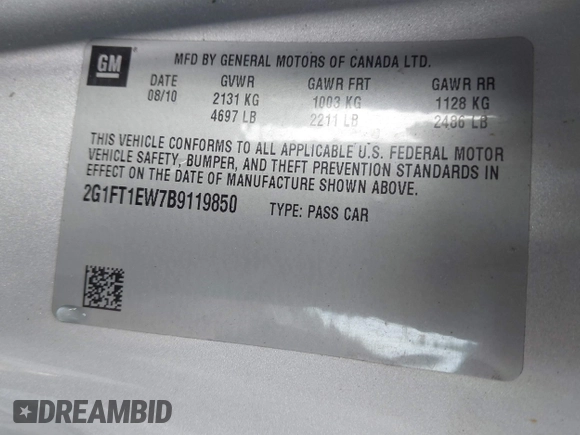 GM
MFD BY GENERAL MOTORS OF CANADA LTD.
DATE GVWR GAWR FRT GAWR RR
08/10 2131 KG 1003 KG 1128 KG
4697 LB 2211 LB 2486 LB
THIS VEHICLE CONFORMS TO ALL APPLICABLE U.S. FEDERAL MOTOR
VEHICLE SAFETY, BUMPER, AND THEFT PREVENTION STANDARDS IN
EFFECT ON THE DATE OF MANUFACTURE SHOWN ABOVE.
2G1FT1EW7B9119850 TYPE: PASS CAR
DREAMBID